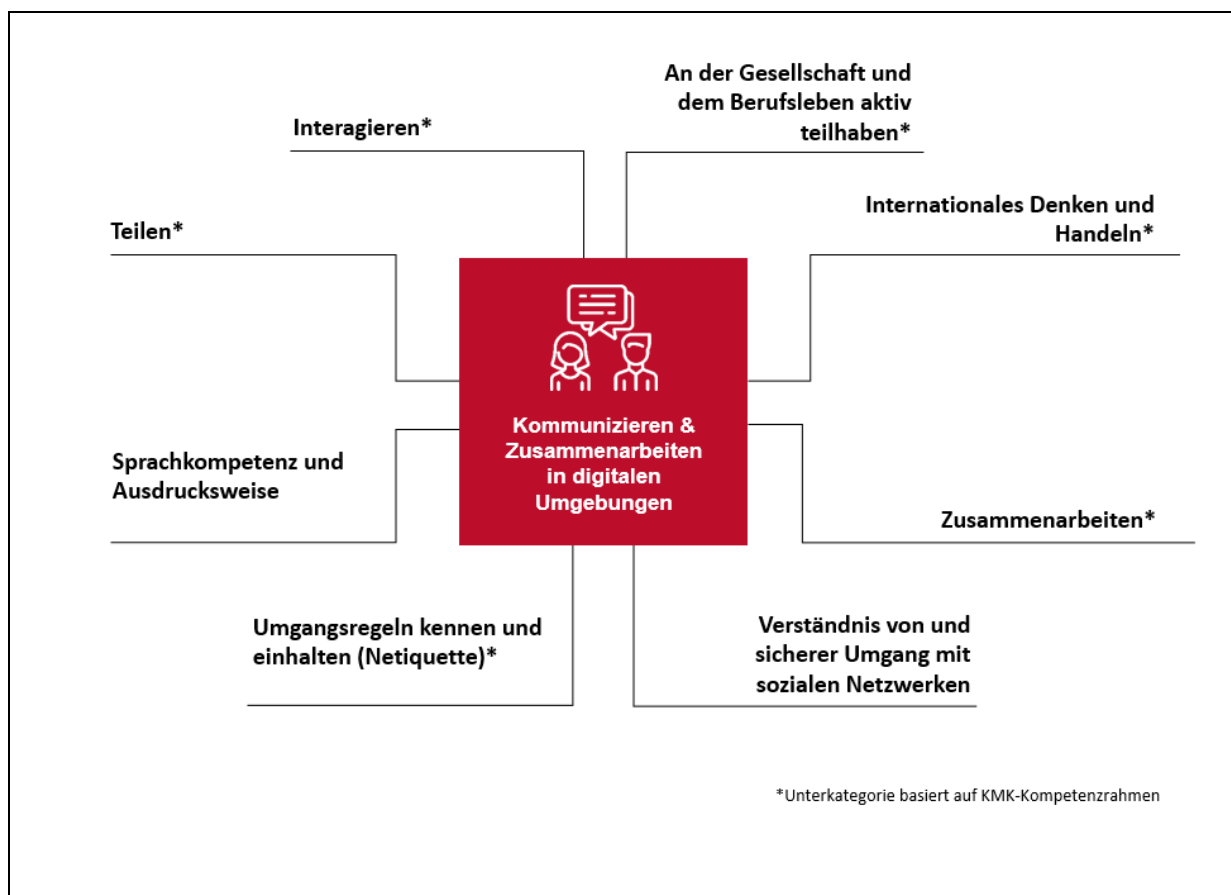 An der Gesellschaft und
dem Berufsleben aktiv
teilhaben*
Interagieren*
Internationales Denken und
Handeln*
Teilen*
Kommunizieren &
Zusammenarbeiten
in digitalen
Umgebungen
Sprachkompetenz und
Ausdrucksweise
Zusammenarbeiten*
Umgangsregeln kennen und
einhalten (Netiquette)*
Verständnis von und
sicherer Umgang mit
sozialen Netzwerken
*Unterkategorie basiert auf KMK-Kompetenzrahmen